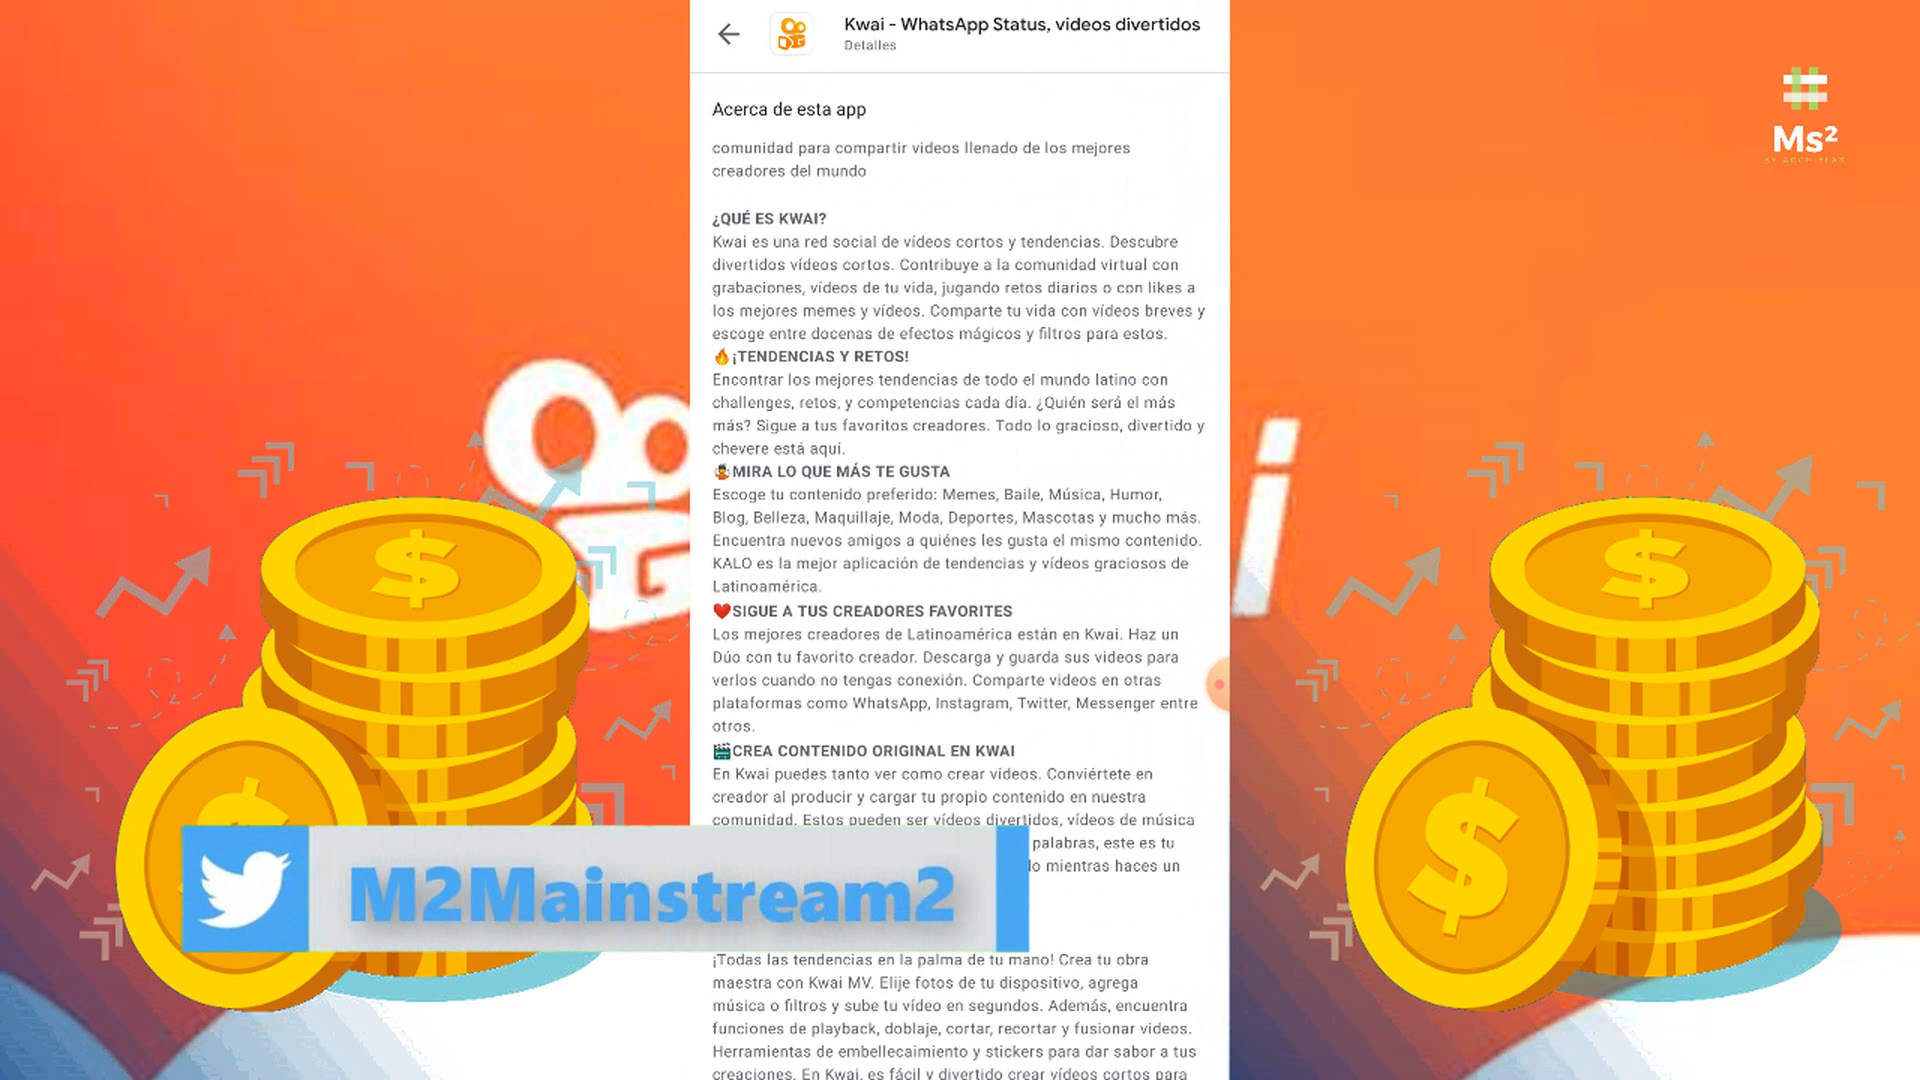 Kwai - WhatsApp Status, videos divertidos
Detalles
Acerca de esta app
comunidad para compartir videos llenado de los mejores
creadores del mundo
¿QUÉ ES KWAI?
Kwai es una red social de vídeos cortos y tendencias. Descubre
divertidos vídeos cortos. Contribuye a la comunidad virtual con
grabaciones, vídeos de tu vida, jugando retos diarios o con likes a
los mejores memes y vídeos. Comparte tu vida con vídeos breves y
escoge entre docenas de efectos mágicos y filtros para estos.
🔥¡TENDENCIAS Y RETOS!
Encontrar los mejores tendencias de todo el mundo latino con
challenges, retos, y competencias cada día. ¿Quién será el más
más? Sigue a tus favoritos creadores. Todo lo gracioso, divertido y
chevere está aquí.
MIRA LO QUE MÁS TE GUSTA
Escoge tu contenido preferido: Memes, Baile, Música, Humor,
Blog, Belleza, Maquillaje, Moda, Deportes, Mascotas y mucho más.
Encuentra nuevos amigos a quiénes les gusta el mismo contenido.
KALO es la mejor aplicación de tendencias y vídeos graciosos de
Latinoamérica.
❤️SIGUE A TUS CREADORES FAVORITES
Los mejores creadores de Latinoamérica están en Kwai. Haz un
Dúo con tu favorito creador. Descarga y guarda sus videos para
verlos cuando no tengas conexión. Comparte videos en otras
plataformas como WhatsApp, Instagram, Twitter, Messenger entre
otros.
🎬CREA CONTENIDO ORIGINAL EN KWAI
En Kwai puedes tanto ver como crear vídeos. Conviértete en
creador al producir y cargar tu propio contenido en nuestra
comunidad. Estos pueden ser vídeos divertidos, vídeos de música
palabras, este es tu
lo mientras haces un
¡Todas las tendencias en la palma de tu mano! Crea tu obra
maestra con Kwai MV. Elije fotos de tu dispositivo, agrega
música o filtros y sube tu vídeo en segundos. Además, encuentra
funciones de playback, doblaje, cortar, recortar y fusionar videos.
Herramientas de embellecaimiento y stickers para dar sabor a tus
creaciones. En Kwai, es fácil y divertido crear vídeos cortos para
M2Mainstream2
Ms²
i
$
$
$
$